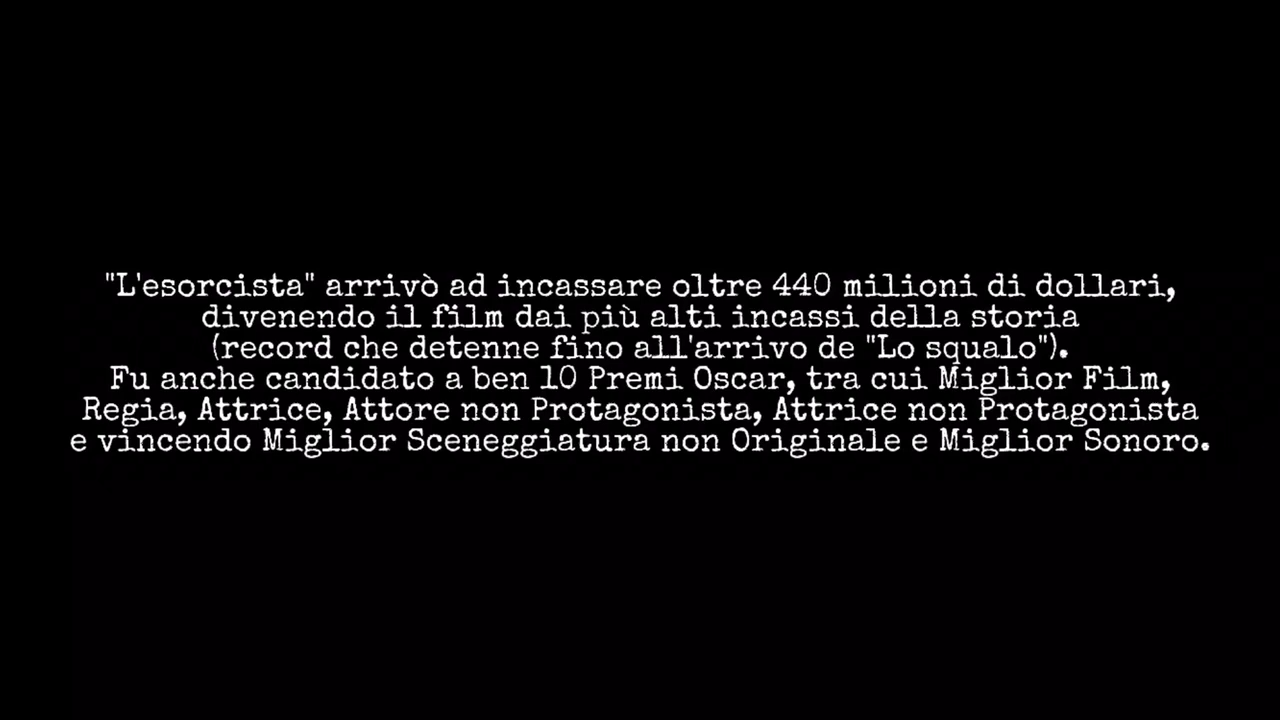 "L'esorcista" arrivò ad incassare oltre 440 milioni di dollari,
divenendo il film dai più alti incassi della storia
(record che detenne fino all'arrivo de "Lo squalo").
Fu anche candidato a ben 10 Premi Oscar, tra cui Miglior Film,
Regia, Attrice, Attore non Protagonista, Attrice non Protagonista
e vincendo Miglior Sceneggiatura non Originale e Miglior Sonoro.